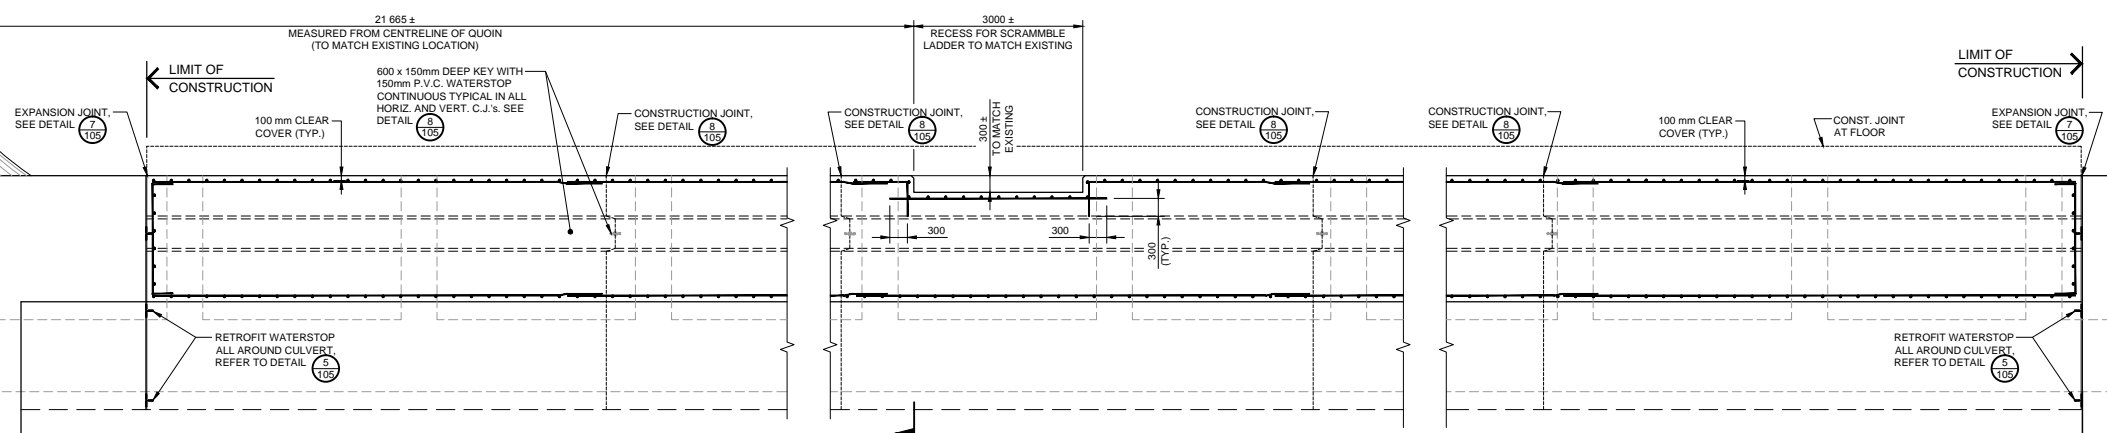 21 665 ±
MEASURED FROM CENTRELINE OF QUOIN
(TO MATCH EXISTING LOCATION)
3000 ±
RECESS FOR SCRAMMBLE
LADDER TO MATCH EXISTING
LIMIT OF
CONSTRUCTION
LIMIT OF
CONSTRUCTION
EXPANSION JOINT,
SEE DETAIL
7
105
100 mm CLEAR
COVER (TYP.)
600 x 150mm DEEP KEY WITH
150mm P.V.C. WATERSTOP
CONTINUOUS TYPICAL IN ALL
HORIZ. AND VERT. C.J.'s. SEE
DETAIL
8
105
CONSTRUCTION JOINT,
SEE DETAIL
8
105
CONSTRUCTION JOINT,
SEE DETAIL
8
105
300 ±
TO MATCH
EXISTING
CONSTRUCTION JOINT,
SEE DETAIL
8
105
CONSTRUCTION JOINT,
SEE DETAIL
8
105
100 mm CLEAR
COVER (TYP.)
CONST. JOINT
AT FLOOR
EXPANSION JOINT,
SEE DETAIL
7
105
300
300
300
(TYP.)
RETROFIT WATERSTOP
ALL AROUND CULVERT,
REFER TO DETAIL
5
105
RETROFIT WATERSTOP
ALL AROUND CULVERT,
REFER TO DETAIL
5
105